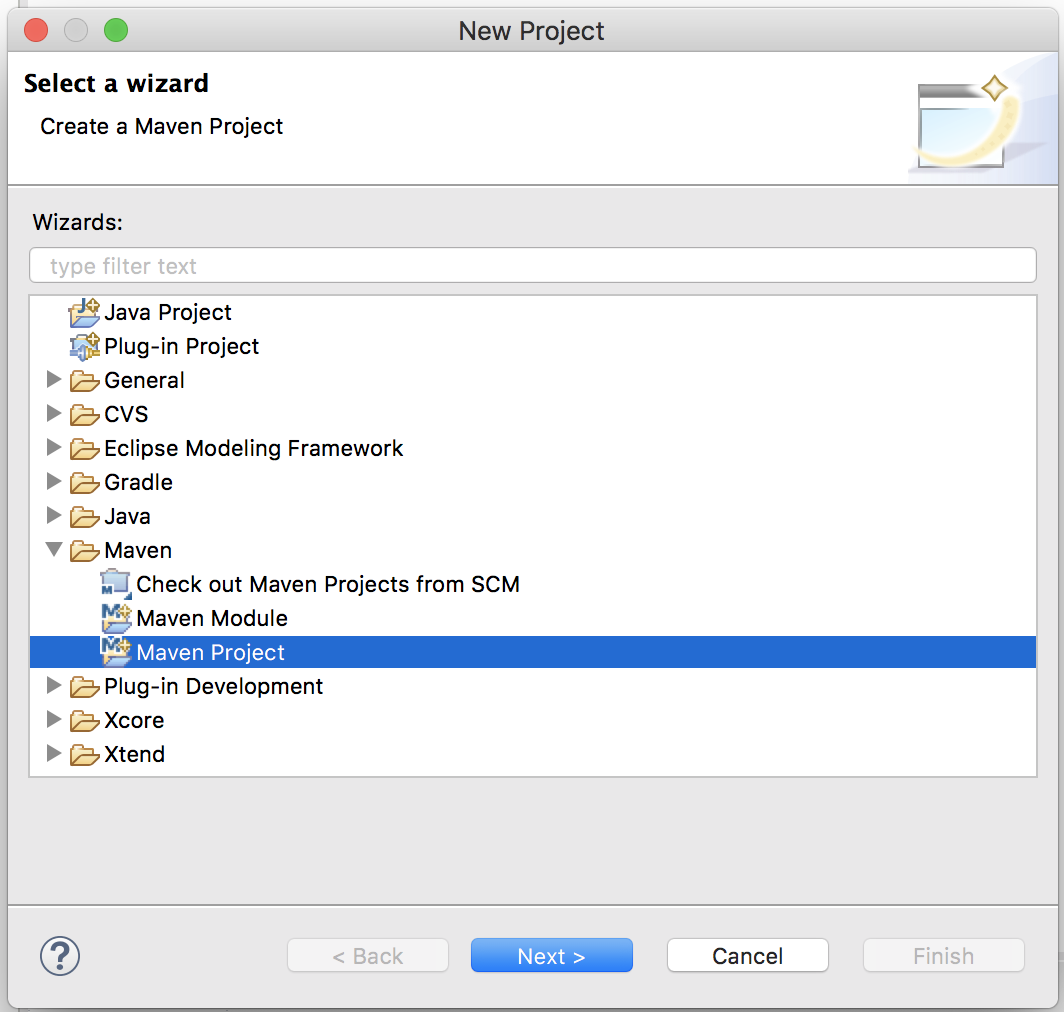 New Project
Select a wizard
Create a Maven Project
Wizards:
type filter text
Java Project
Plug-in Project
General
CVS
Eclipse Modeling Framework
Gradle
Java
Maven
Check out Maven Projects from SCM
Maven Module
Maven Project
Plug-in Development
Xcore
Xtend
? < Back Next > Cancel Finish